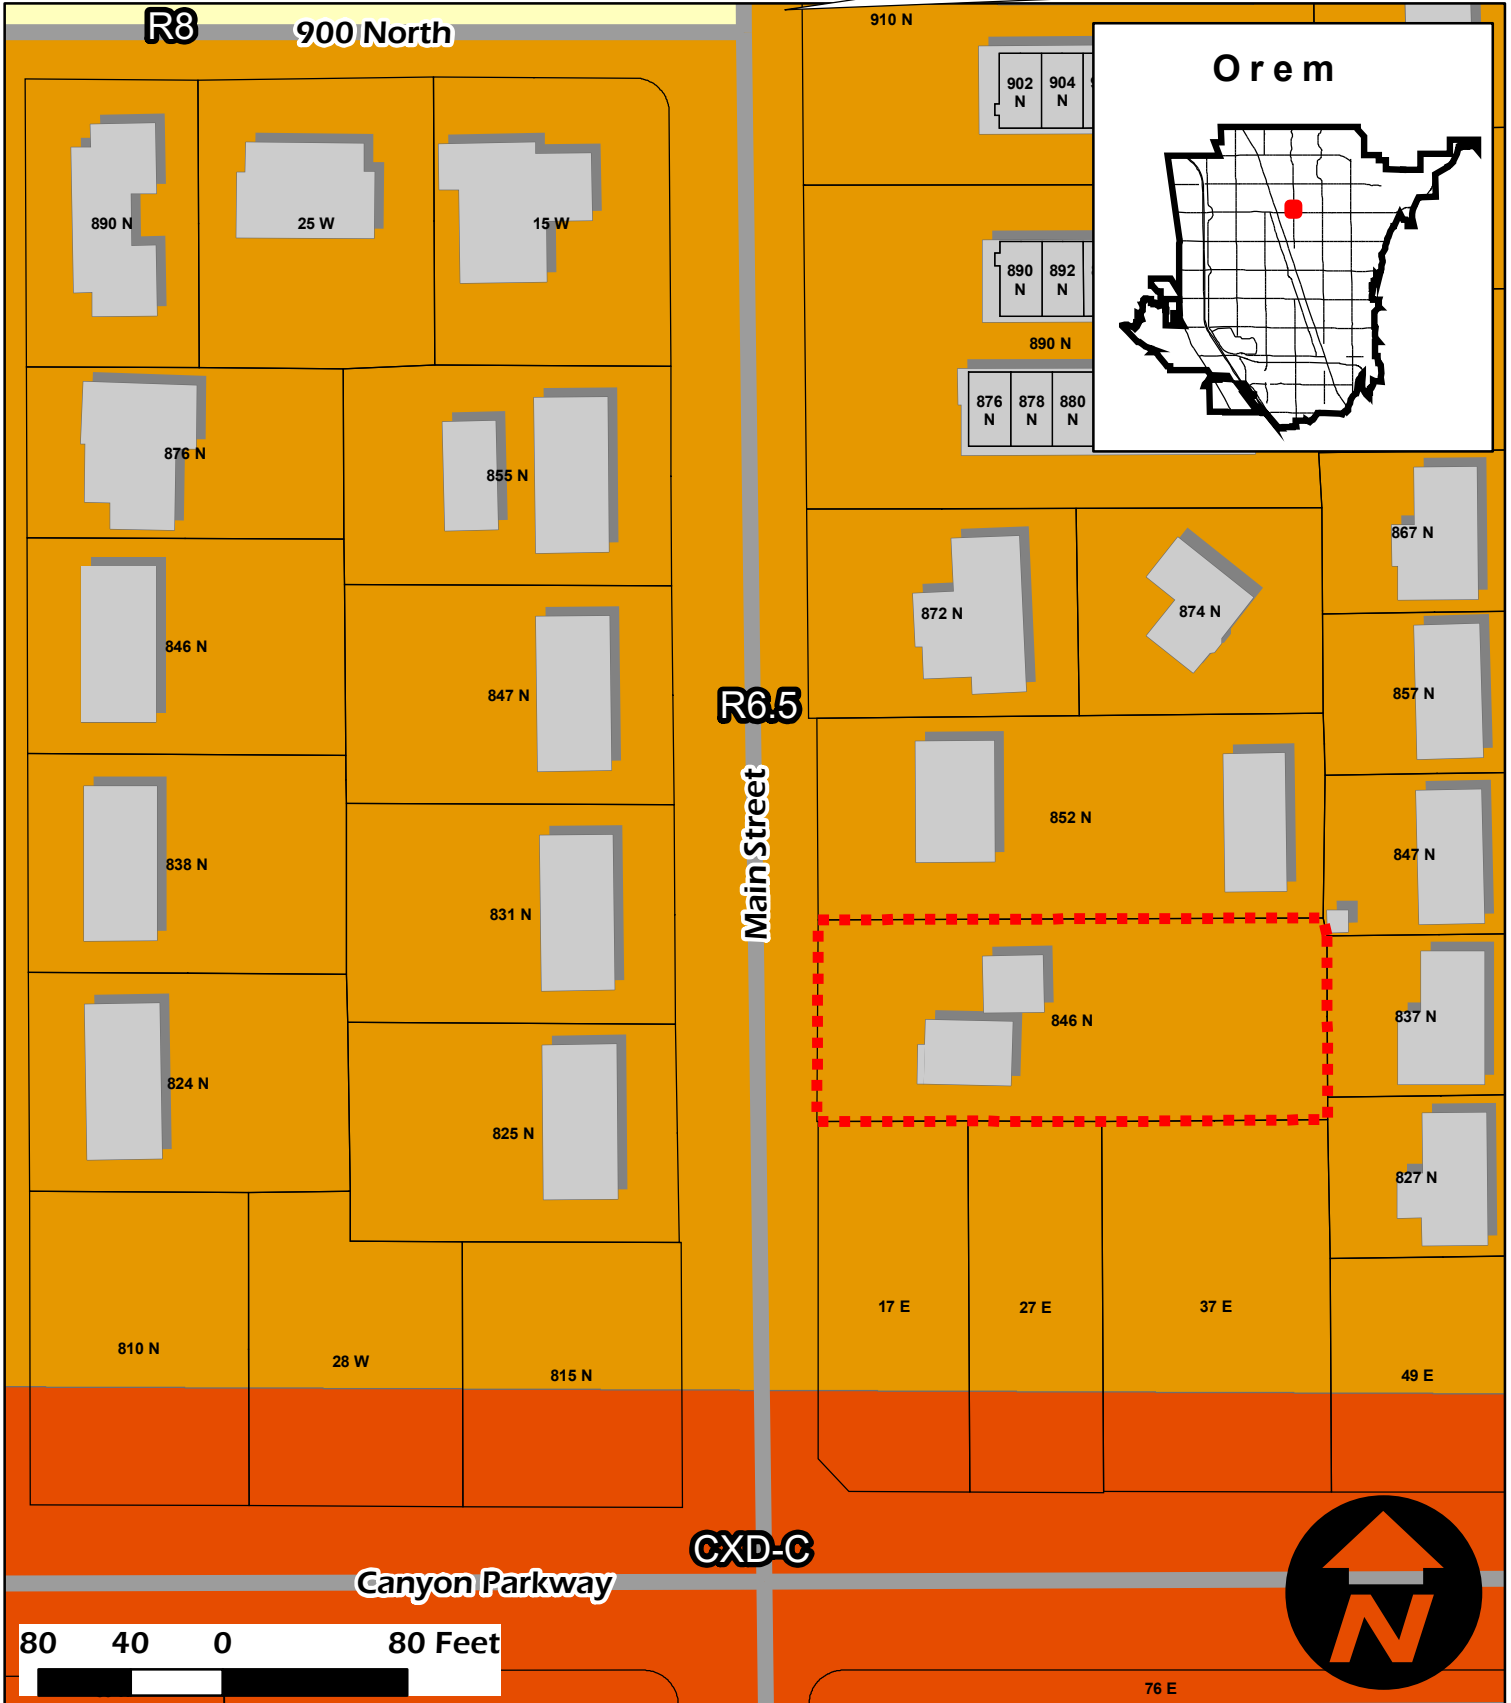 R8
900 North
910 N
Orem
902
N
904
N
890 N
25 W
15 W
890
N
892
N
890 N
876
N
878
N
880
N
876 N
855 N
867 N
872 N
874 N
846 N
847 N
857 N
R6.5
Main Street
852 N
838 N
847 N
831 N
846 N
837 N
824 N
825 N
827 N
17 E
27 E
37 E
810 N
28 W
815 N
49 E
CXD-C
Canyon Parkway
80 40 0 80 Feet
N
76 E